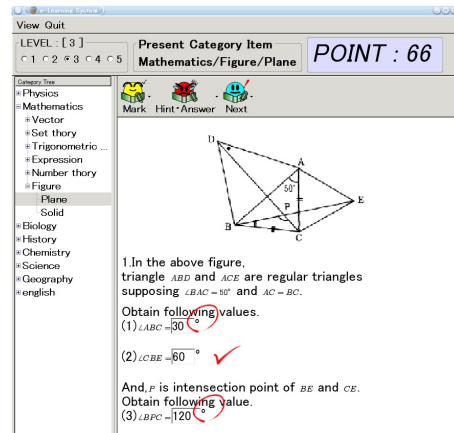 e-Learning System
View Quit
LEVEL : [ 3 ]
1 2 3 4 5
Present Category Item
Mathematics/Figure/Plane
POINT : 66
Category Tree
Physics
Mathematics
Vector
Set thory
Trigonometric ...
Expression
Number thory
Figure
Plane
Solid
Biology
History
Chemistry
Science
Geography
english
Mark Hint・Answer Next
D
A
50°
E
P
B
C
1.In the above figure,
triangle ABD and ACE are regular triangles
supposing ∠BAC = 50° and AC = BC.
Obtain following values.
(1) ∠ABC = 30 °
(2) ∠CBE = 60 °
And, P is intensection point of BE and CE.
Obtain following value.
(3) ∠BPC = 120 °